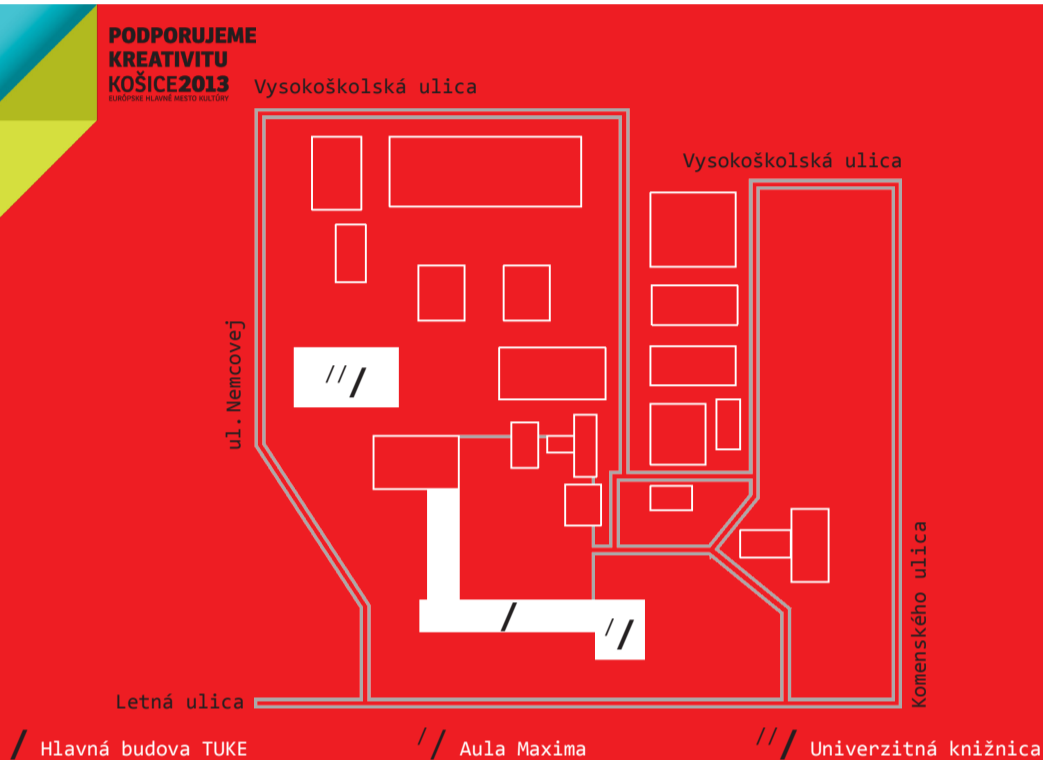 PODPORUJEME
KREATIVITU
KOŠICE2013
EURÓPSKE HLAVNÉ MESTO KULTÚRY
Vysokoškolská ulica
Vysokoškolská ulica
ul. Nemcovej
///
/
//
Komenského ulica
Letná ulica
/ Hlavná budova TUKE
// Aula Maxima
/// Univerzitná knižnica